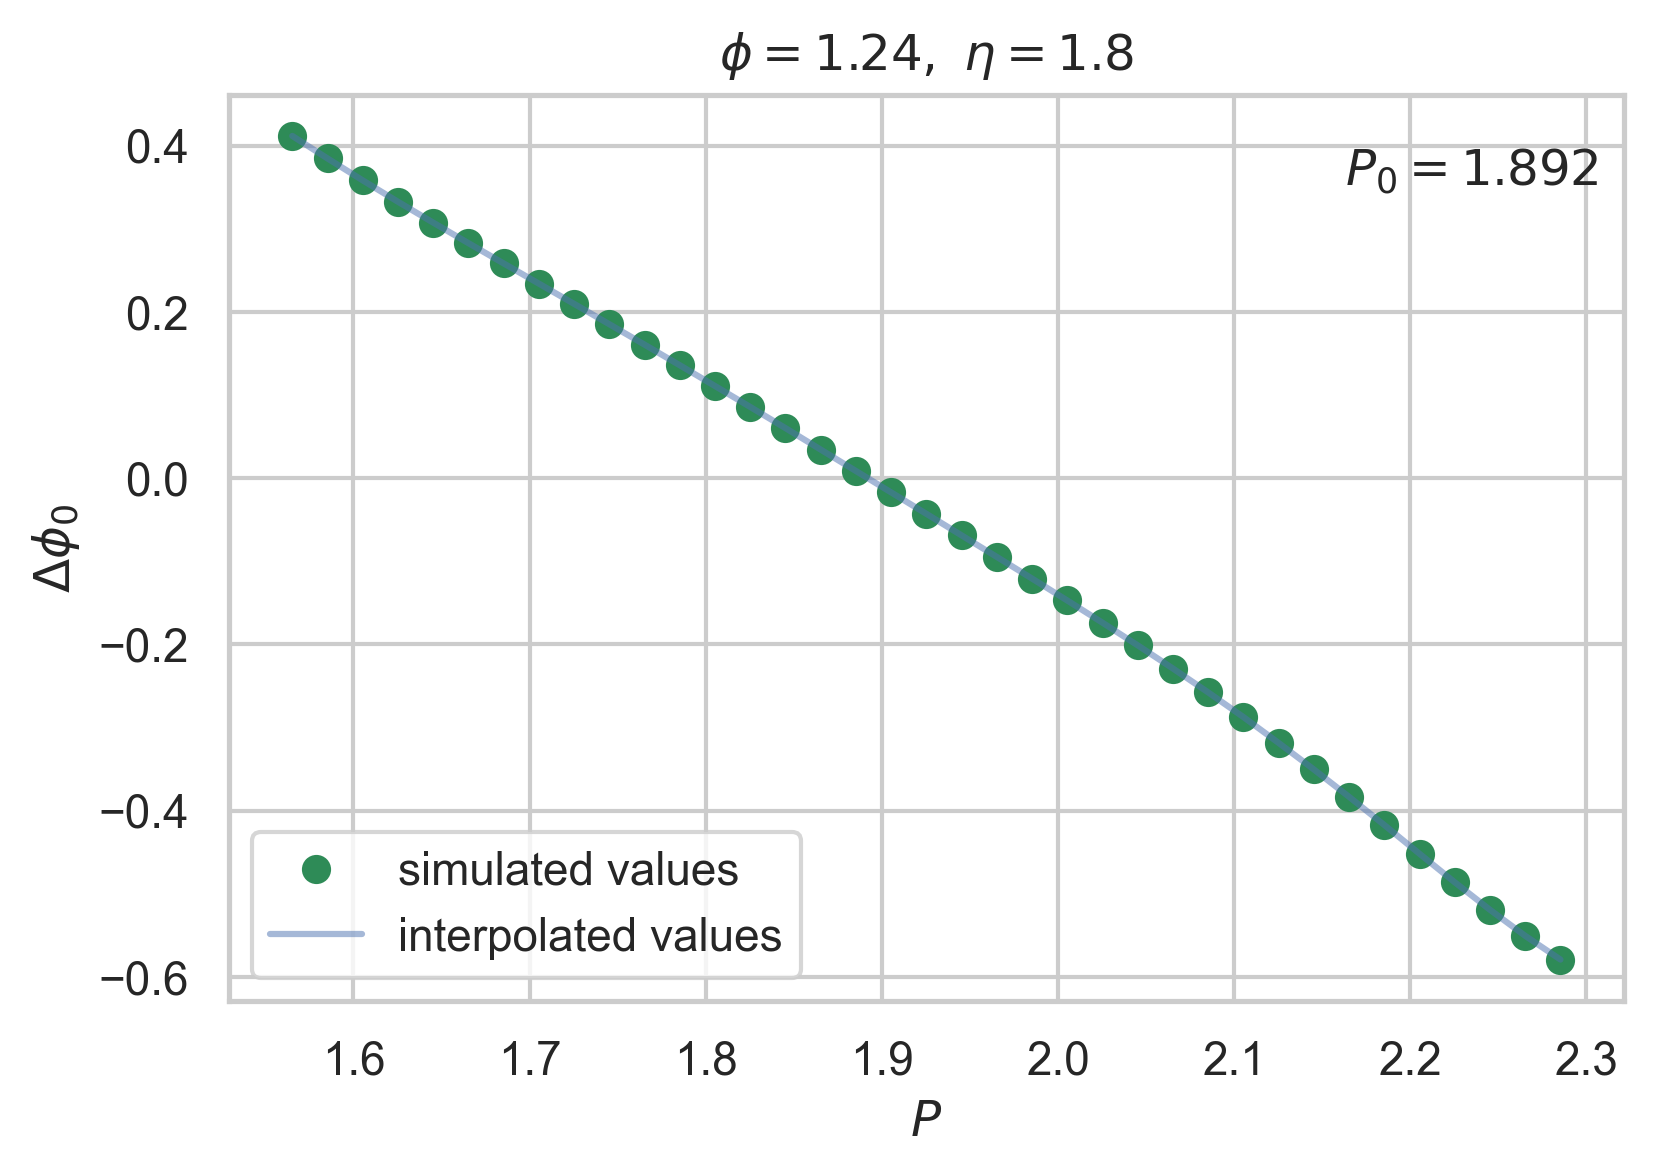 ϕ = 1.24, η = 1.8
P₀ = 1.892
0.4
0.2
0.0
−0.2
−0.4
−0.6
Δϕ₀
simulated values
interpolated values
1.6 1.7 1.8 1.9 2.0 2.1 2.2 2.3
P